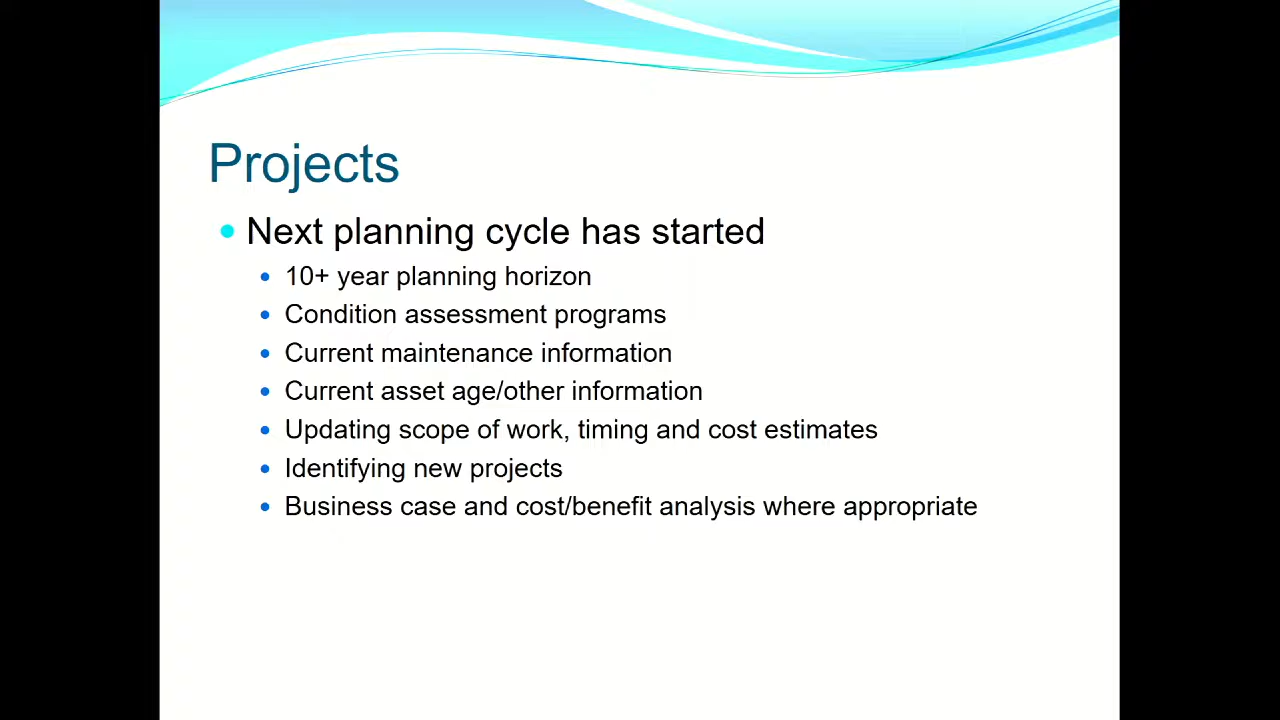 Projects
Next planning cycle has started
10+ year planning horizon
Condition assessment programs
Current maintenance information
Current asset age/other information
Updating scope of work, timing and cost estimates
Identifying new projects
Business case and cost/benefit analysis where appropriate